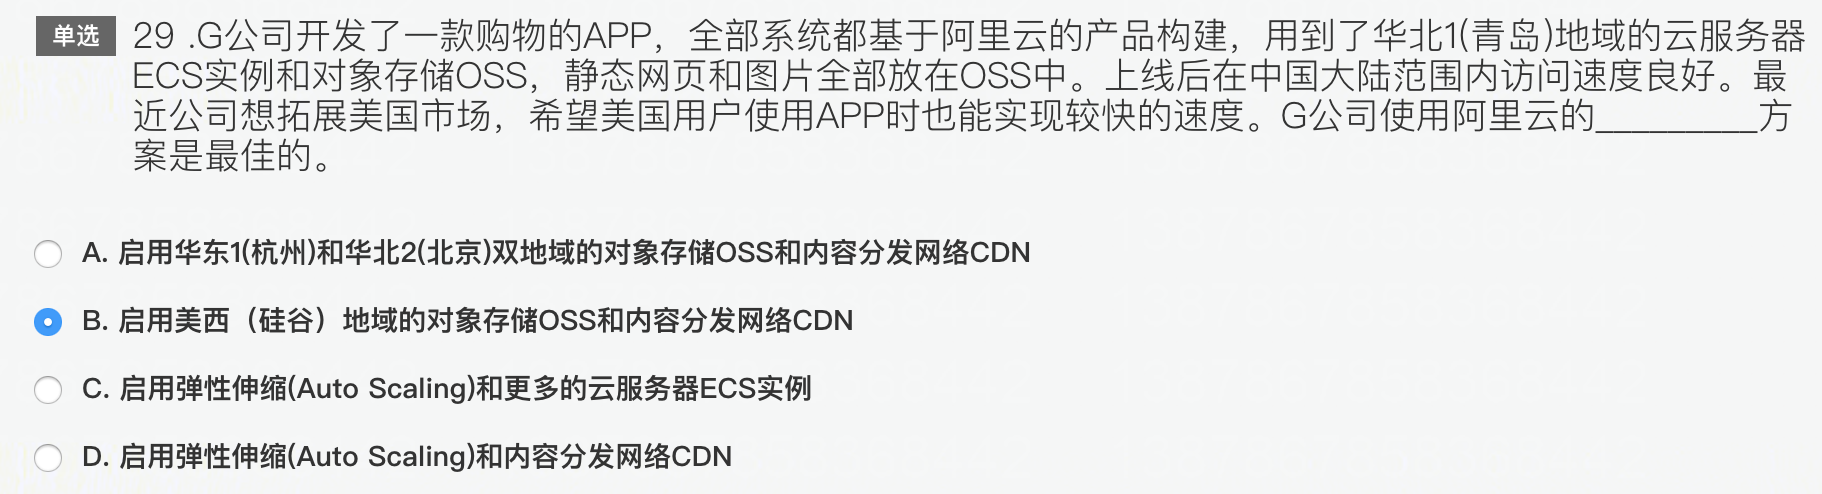 单选
29 .G公司开发了一款购物的APP，全部系统都基于阿里云的产品构建，用到了华北1(青岛)地域的云服务器
ECS实例和对象存储OSS，静态网页和图片全部放在OSS中。上线后在中国大陆范围内访问速度良好。最
近公司想拓展美国市场，希望美国用户使用APP时也能实现较快的速度。G公司使用阿里云的_________方
案是最佳的。
A. 启用华东1(杭州)和华北2(北京)双地域的对象存储OSS和内容分发网络CDN
B. 启用美西（硅谷）地域的对象存储OSS和内容分发网络CDN
C. 启用弹性伸缩(Auto Scaling)和更多的云服务器ECS实例
D. 启用弹性伸缩(Auto Scaling)和内容分发网络CDN